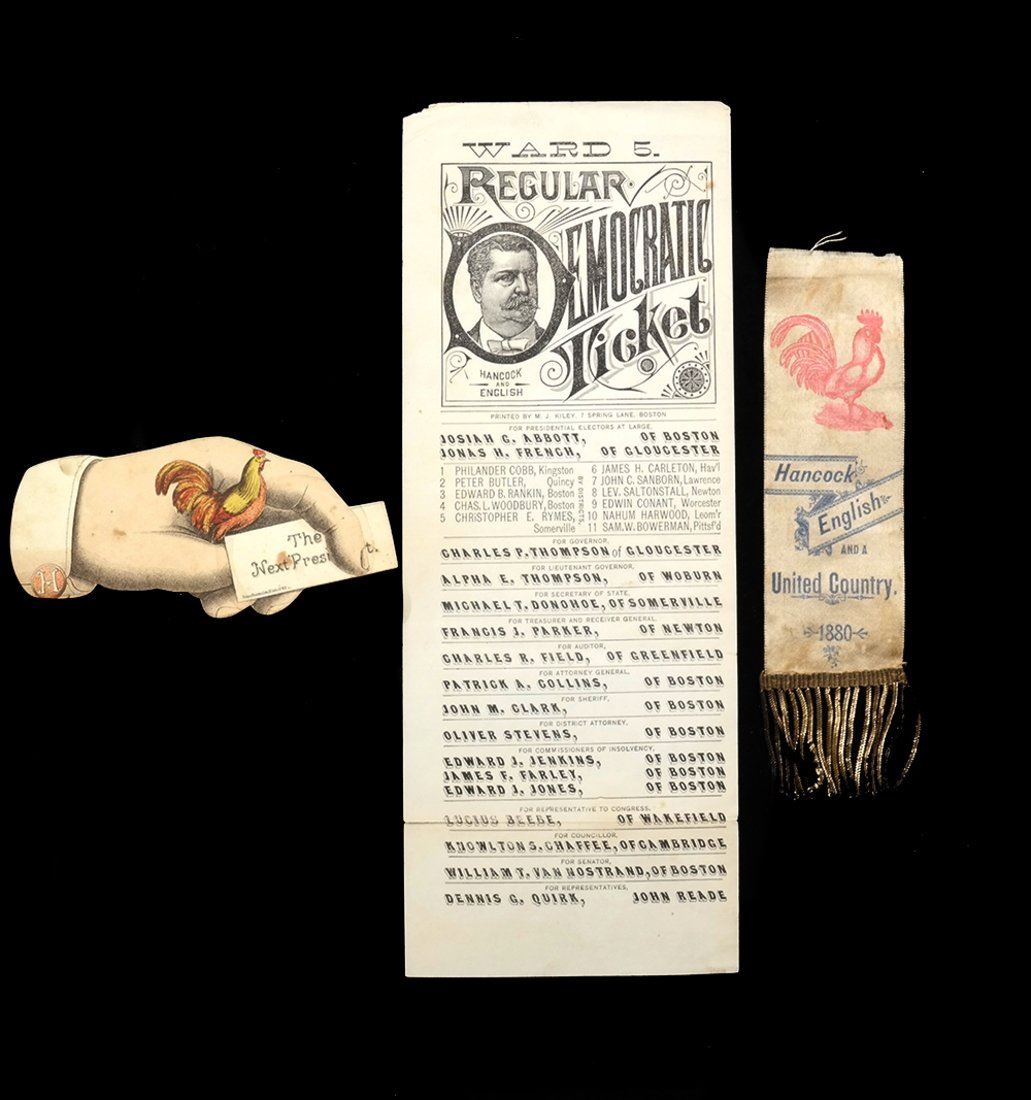 The
Next Pres t.
H
WARD 5.
REGULAR
DEMOCRATIC
Ticket
HANCOCK
AND
ENGLISH
PRINTED BY M. J. KILEY, 7 SPRING LANE, BOSTON
FOR PRESIDENTIAL ELECTORS AT LARGE,
JOSIAH G. ABBOTT, OF BOSTON
JONAS H. FRENCH, OF GLOUCESTER
BY DISTRICTS.
1 PHILANDER COBB, Kingston
2 PETER BUTLER, Quincy
3 EDWARD B. RANKIN, Boston
4 CHAS. L. WOODBURY, Boston
5 CHRISTOPHER E. RYMES,
Somerville
6 JAMES H. CARLETON, Hav'l
7 JOHN C. SANBORN, Lawrence
8 LEV. SALTONSTALL, Newton
9 EDWIN CONANT, Worcester
10 NAHUM HARWOOD, Leom'r
11 SAM. W. BOWERMAN, Pittsf'd
FOR GOVERNOR,
CHARLES P. THOMPSON of GLOUCESTER
FOR LIEUTENANT GOVERNOR,
ALPHA E. THOMPSON, OF WOBURN
FOR SECRETARY OF STATE,
MICHAEL T. DONOHOE, OF SOMERVILLE
FOR TREASURER AND RECEIVER GENERAL,
FRANCIS J. PARKER, OF NEWTON
FOR AUDITOR,
CHARLES R. FIELD, OF GREENFIELD
FOR ATTORNEY GENERAL,
PATRICK A. COLLINS, OF BOSTON
FOR SHERIFF,
JOHN M. CLARK, OF BOSTON
FOR DISTRICT ATTORNEY,
OLIVER STEVENS, OF BOSTON
FOR COMMISSIONERS OF INSOLVENCY,
EDWARD J. JENKINS, OF BOSTON
JAMES F. FARLEY, OF BOSTON
EDWARD J. JONES, OF BOSTON
FOR REPRESENTATIVE TO CONGRESS,
LUCIUS BEEBE, OF WAKEFIELD
FOR COUNCILLOR,
KNOWLTON S. CHAFFEE, OF CAMBRIDGE
FOR SENATOR,
WILLIAM T. VAN NOSTRAND, OF BOSTON
FOR REPRESENTATIVES,
DENNIS G. QUIRK, JOHN READE
Hancock
English
AND A
United Country.
1880